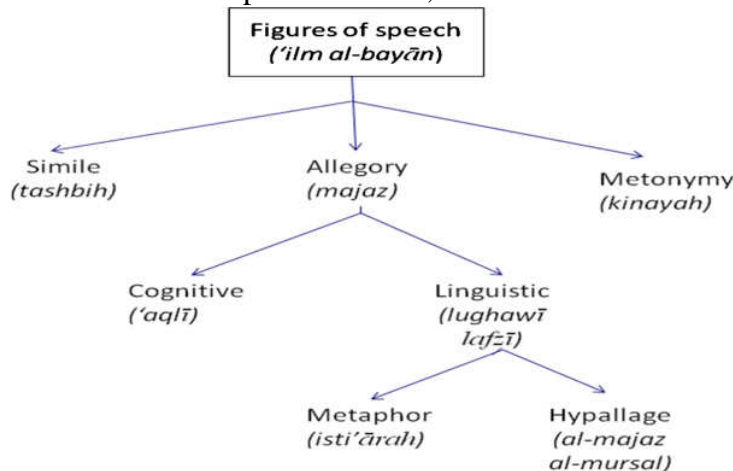 Figures of speech
('ilm al-bayān)
Simile
(tashbih)
Allegory
(majaz)
Metonymy
(kinayah)
Cognitive
('aqlī)
Linguistic
(lughawī
lafzī)
Metaphor
(isti'ārah)
Hypallage
(al-majaz
al-mursal)